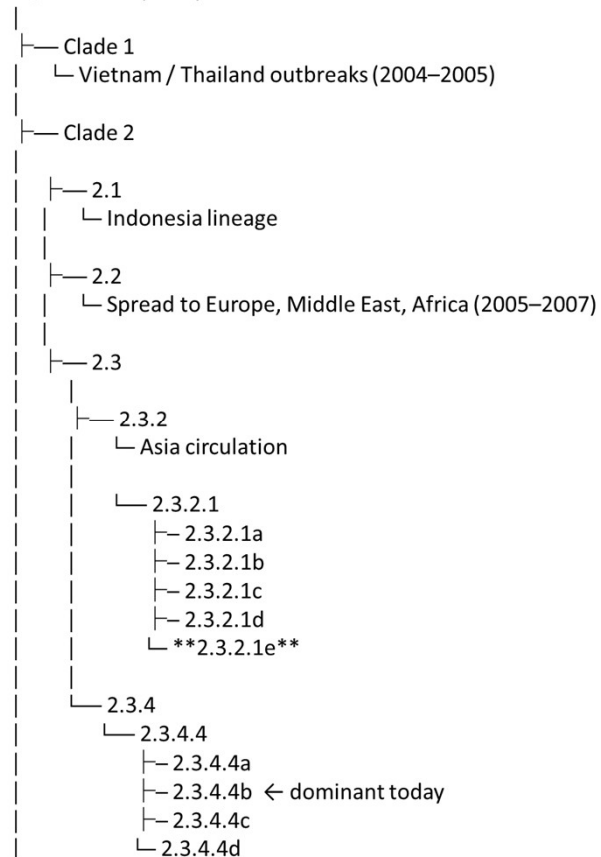 ├── Clade 1
└─ Vietnam / Thailand outbreaks (2004–2005)
├── Clade 2
├── 2.1
└─ Indonesia lineage
├── 2.2
└─ Spread to Europe, Middle East, Africa (2005–2007)
├── 2.3
├── 2.3.2
└─ Asia circulation
└── 2.3.2.1
├─ 2.3.2.1a
├─ 2.3.2.1b
├─ 2.3.2.1c
├─ 2.3.2.1d
└─ **2.3.2.1e**
└── 2.3.4
└── 2.3.4.4
├─ 2.3.4.4a
├─ 2.3.4.4b ← dominant today
├─ 2.3.4.4c
└─ 2.3.4.4d